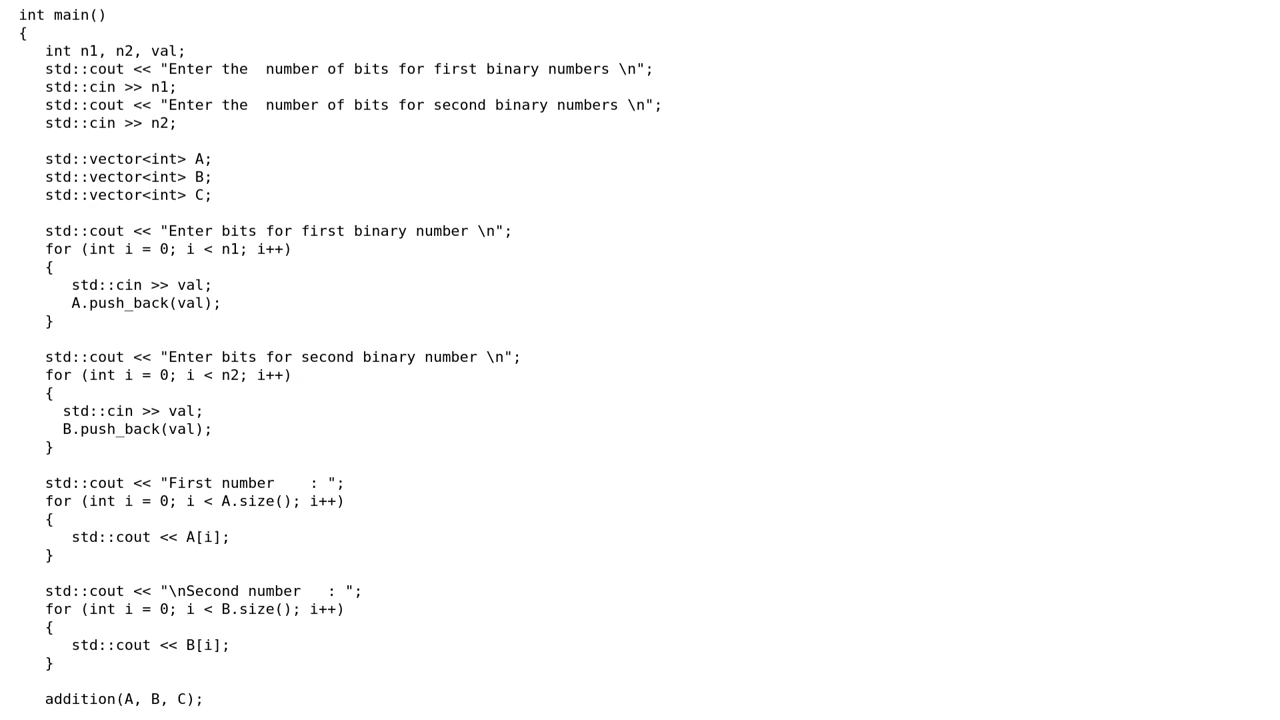 int main()
{
   int n1, n2, val;
   std::cout << "Enter the  number of bits for first binary numbers \n";
   std::cin >> n1;
   std::cout << "Enter the  number of bits for second binary numbers \n";
   std::cin >> n2;

   std::vector<int> A;
   std::vector<int> B;
   std::vector<int> C;

   std::cout << "Enter bits for first binary number \n";
   for (int i = 0; i < n1; i++)
   {
      std::cin >> val;
      A.push_back(val);
   }

   std::cout << "Enter bits for second binary number \n";
   for (int i = 0; i < n2; i++)
   {
     std::cin >> val;
     B.push_back(val);
   }

   std::cout << "First number    : ";
   for (int i = 0; i < A.size(); i++)
   {
      std::cout << A[i];
   }

   std::cout << "\nSecond number   : ";
   for (int i = 0; i < B.size(); i++)
   {
      std::cout << B[i];
   }

   addition(A, B, C);